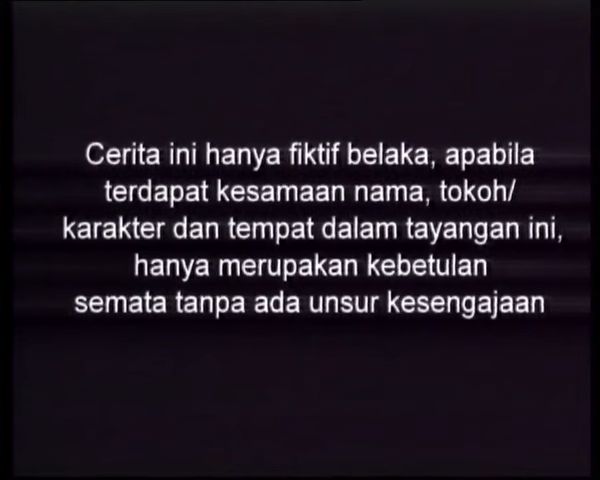 Cerita ini hanya fiktif belaka, apabila
terdapat kesamaan nama, tokoh/
karakter dan tempat dalam tayangan ini,
hanya merupakan kebetulan
semata tanpa ada unsur kesengajaan